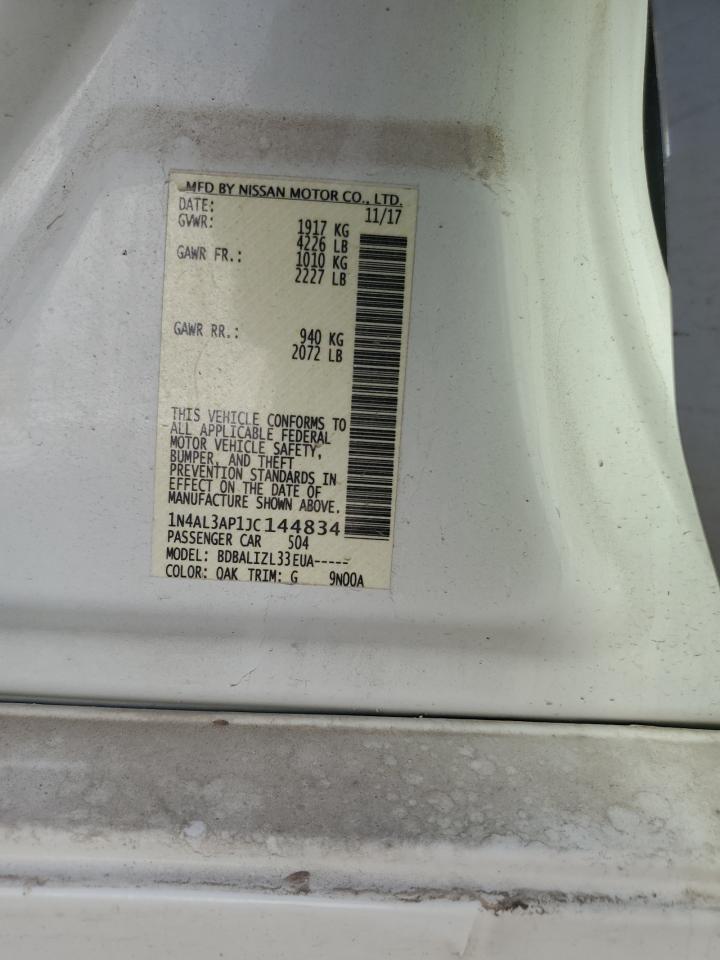 MFD BY NISSAN MOTOR CO., LTD.
DATE: 11/17
GVWR: 1917 KG
4226 LB
GAWR FR.: 1010 KG
2227 LB
GAWR RR.: 940 KG
2072 LB
THIS VEHICLE CONFORMS TO
ALL APPLICABLE FEDERAL
MOTOR VEHICLE SAFETY,
BUMPER, AND THEFT
PREVENTION STANDARDS IN
EFFECT ON THE DATE OF
MANUFACTURE SHOWN ABOVE.
1N4AL3AP1JC144834
PASSENGER CAR 504
MODEL: BDBALIZL33EUA-----
COLOR: QAK TRIM: G 9N00A